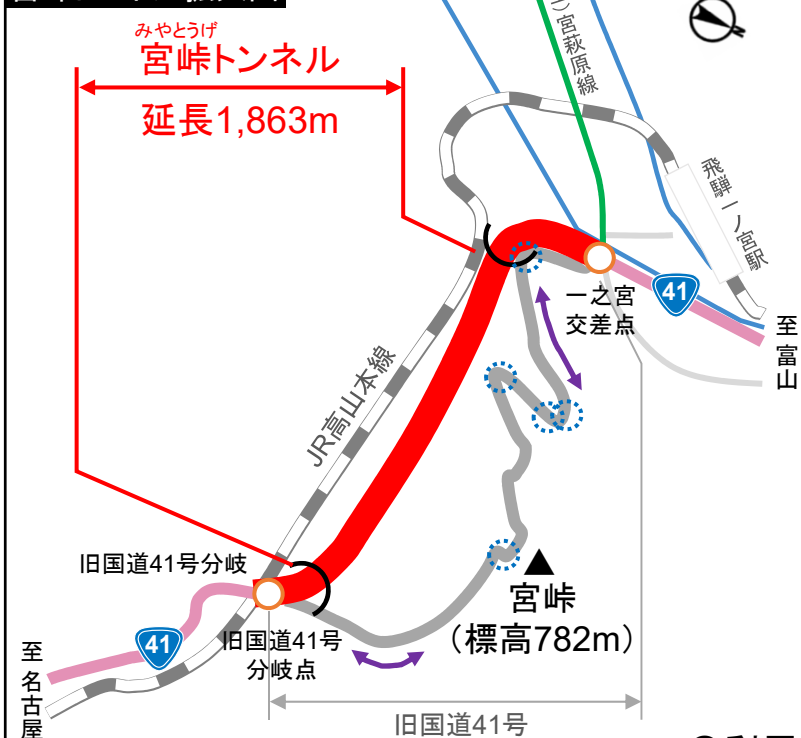 みやとうげ
宮峠トンネル
延長1,863m
宮萩原線
飛騨一ノ宮駅
一之宮
交差点
41
至富山
JR高山本線
旧国道41号分岐
宮峠
（標高782m）
41
旧国道41号
分岐点
至名古屋
旧国道41号